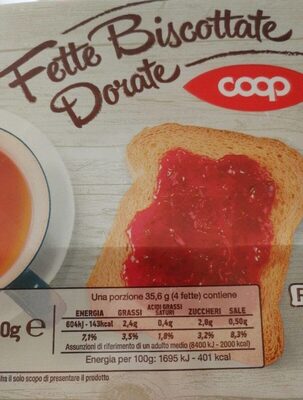 Fette Biscottate
Dorate
coop
Una porzione 35,6 g (4 fette) contiene
ENERGIA GRASSI ACIDI GRASSI SATURI ZUCCHERI SALE
604kj - 143kcal 2,4g 0,4g 2,8g 0,50g
7,1% 3,5% 1,8% 3,2% 8,3%
Assunzioni di riferimento di un adulto medio (8400 kJ - 2000 kcal)
Energia per 100g: 1695 kJ - 401 kcal
0g e
il solo scopo di presentare il prodotto